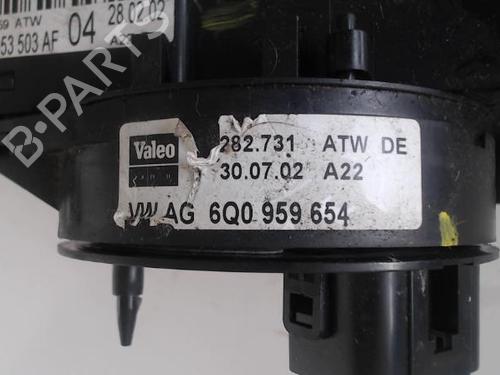 59 ATW 28.02.02
53 503 AF 04 A22
B-PARTS
Valeo 282.731 ATW DE
30.07.02 A22
VW AG 6Q0 959 654